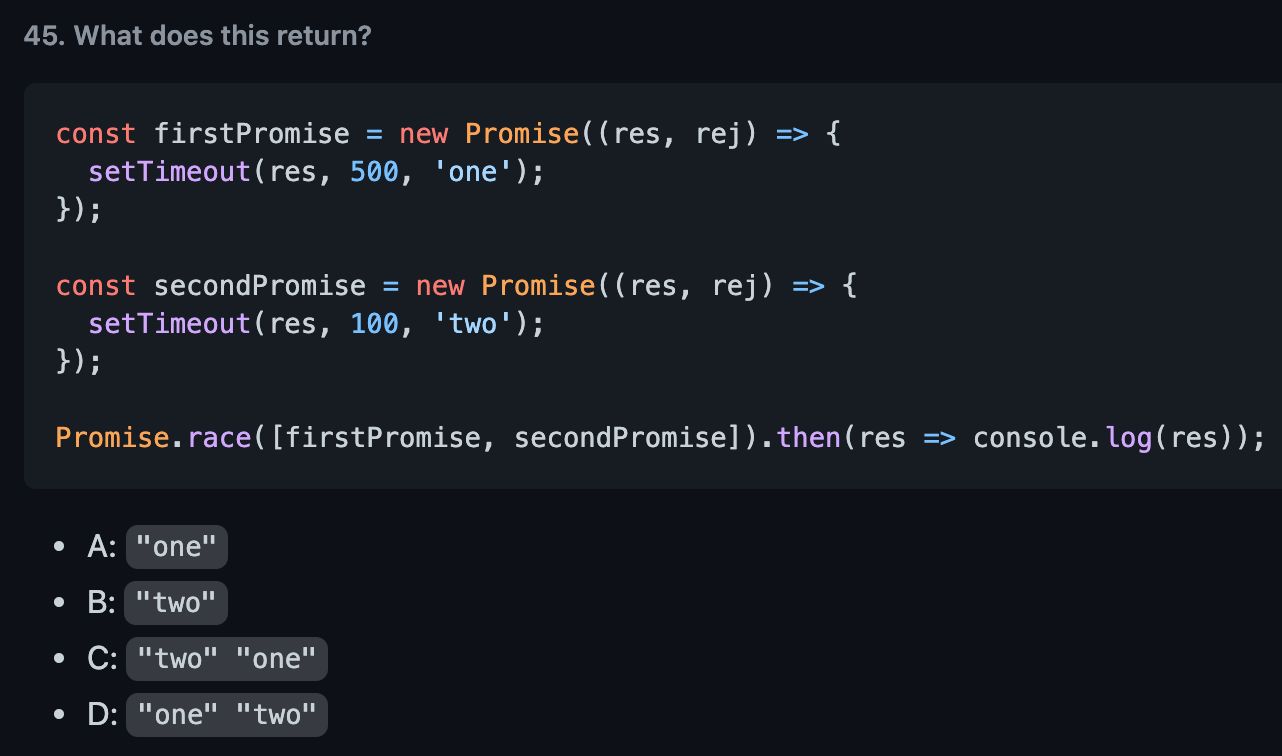 45. What does this return?
const firstPromise = new Promise((res, rej) => {
  setTimeout(res, 500, 'one');
});

const secondPromise = new Promise((res, rej) => {
  setTimeout(res, 100, 'two');
});

Promise.race([firstPromise, secondPromise]).then(res => console.log(res));
• A: "one"
• B: "two"
• C: "two" "one"
• D: "one" "two"